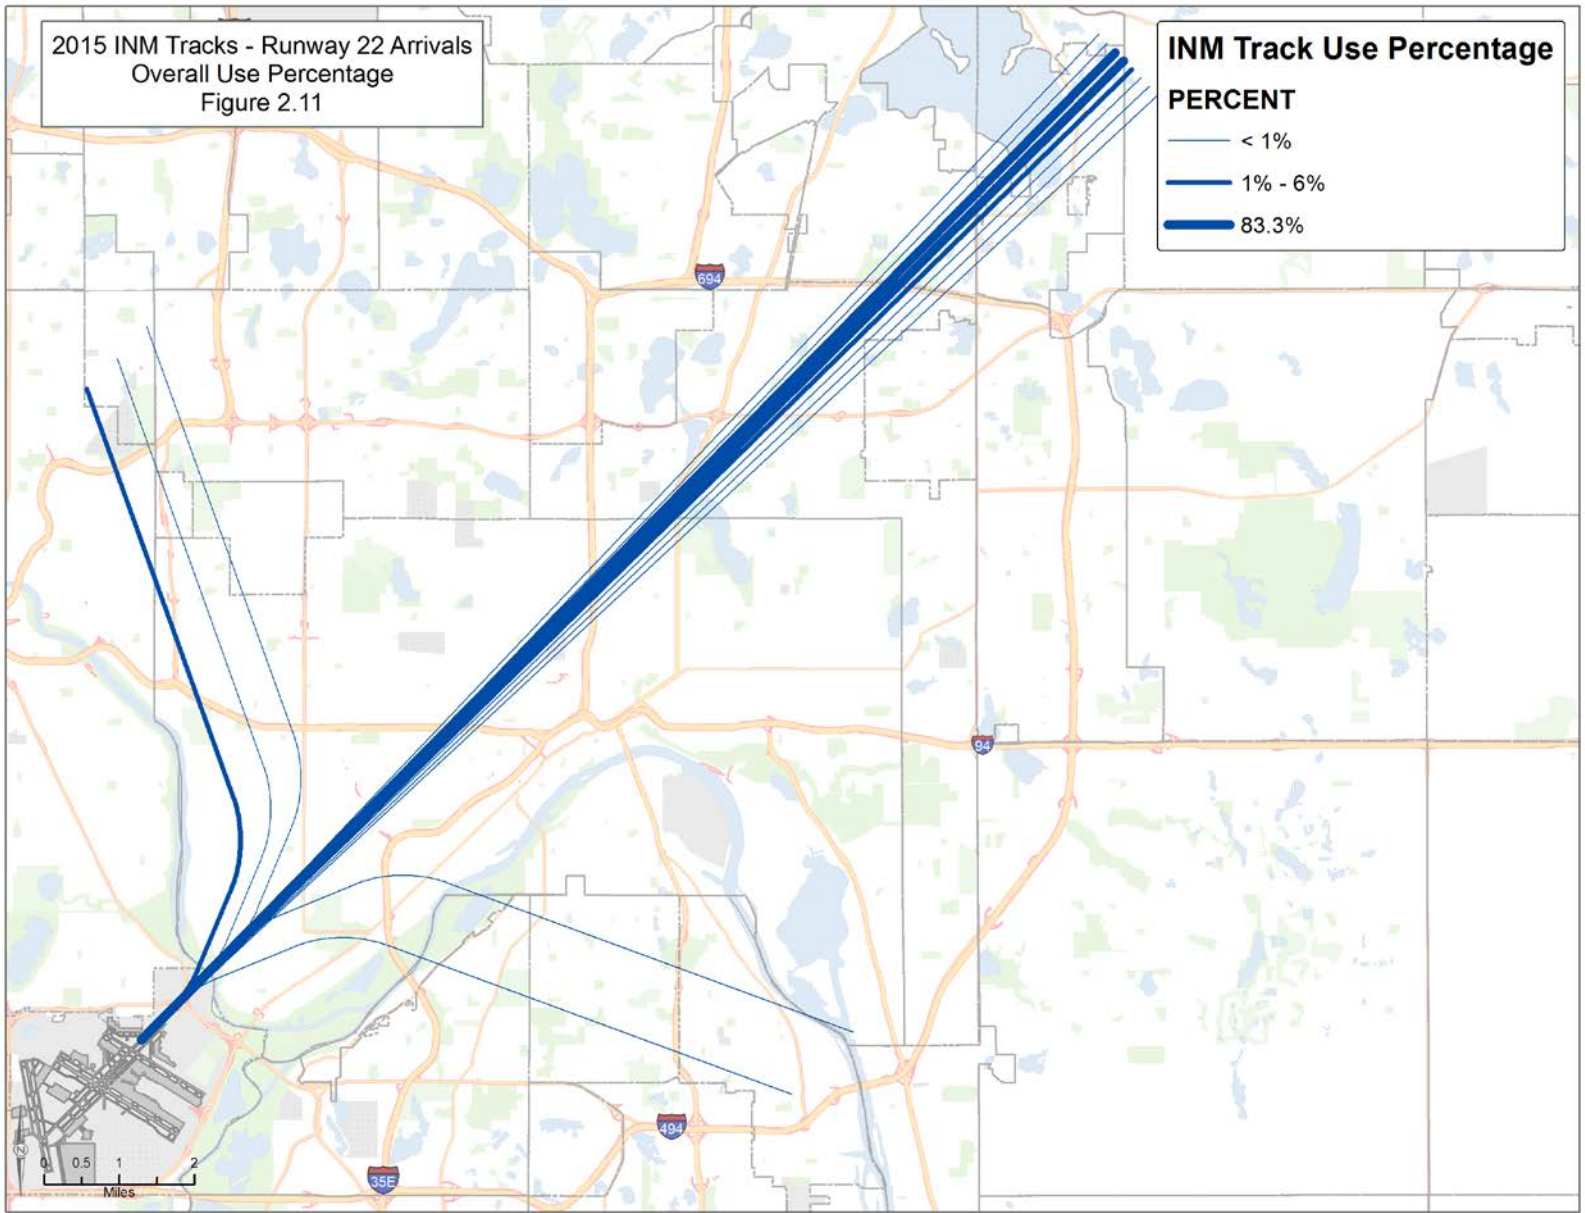 2015 INM Tracks - Runway 22 Arrivals
Overall Use Percentage
Figure 2.11
INM Track Use Percentage
PERCENT
< 1%
1% - 6%
83.3%
694
94
494
35E
N
0 0.5 1 2
Miles